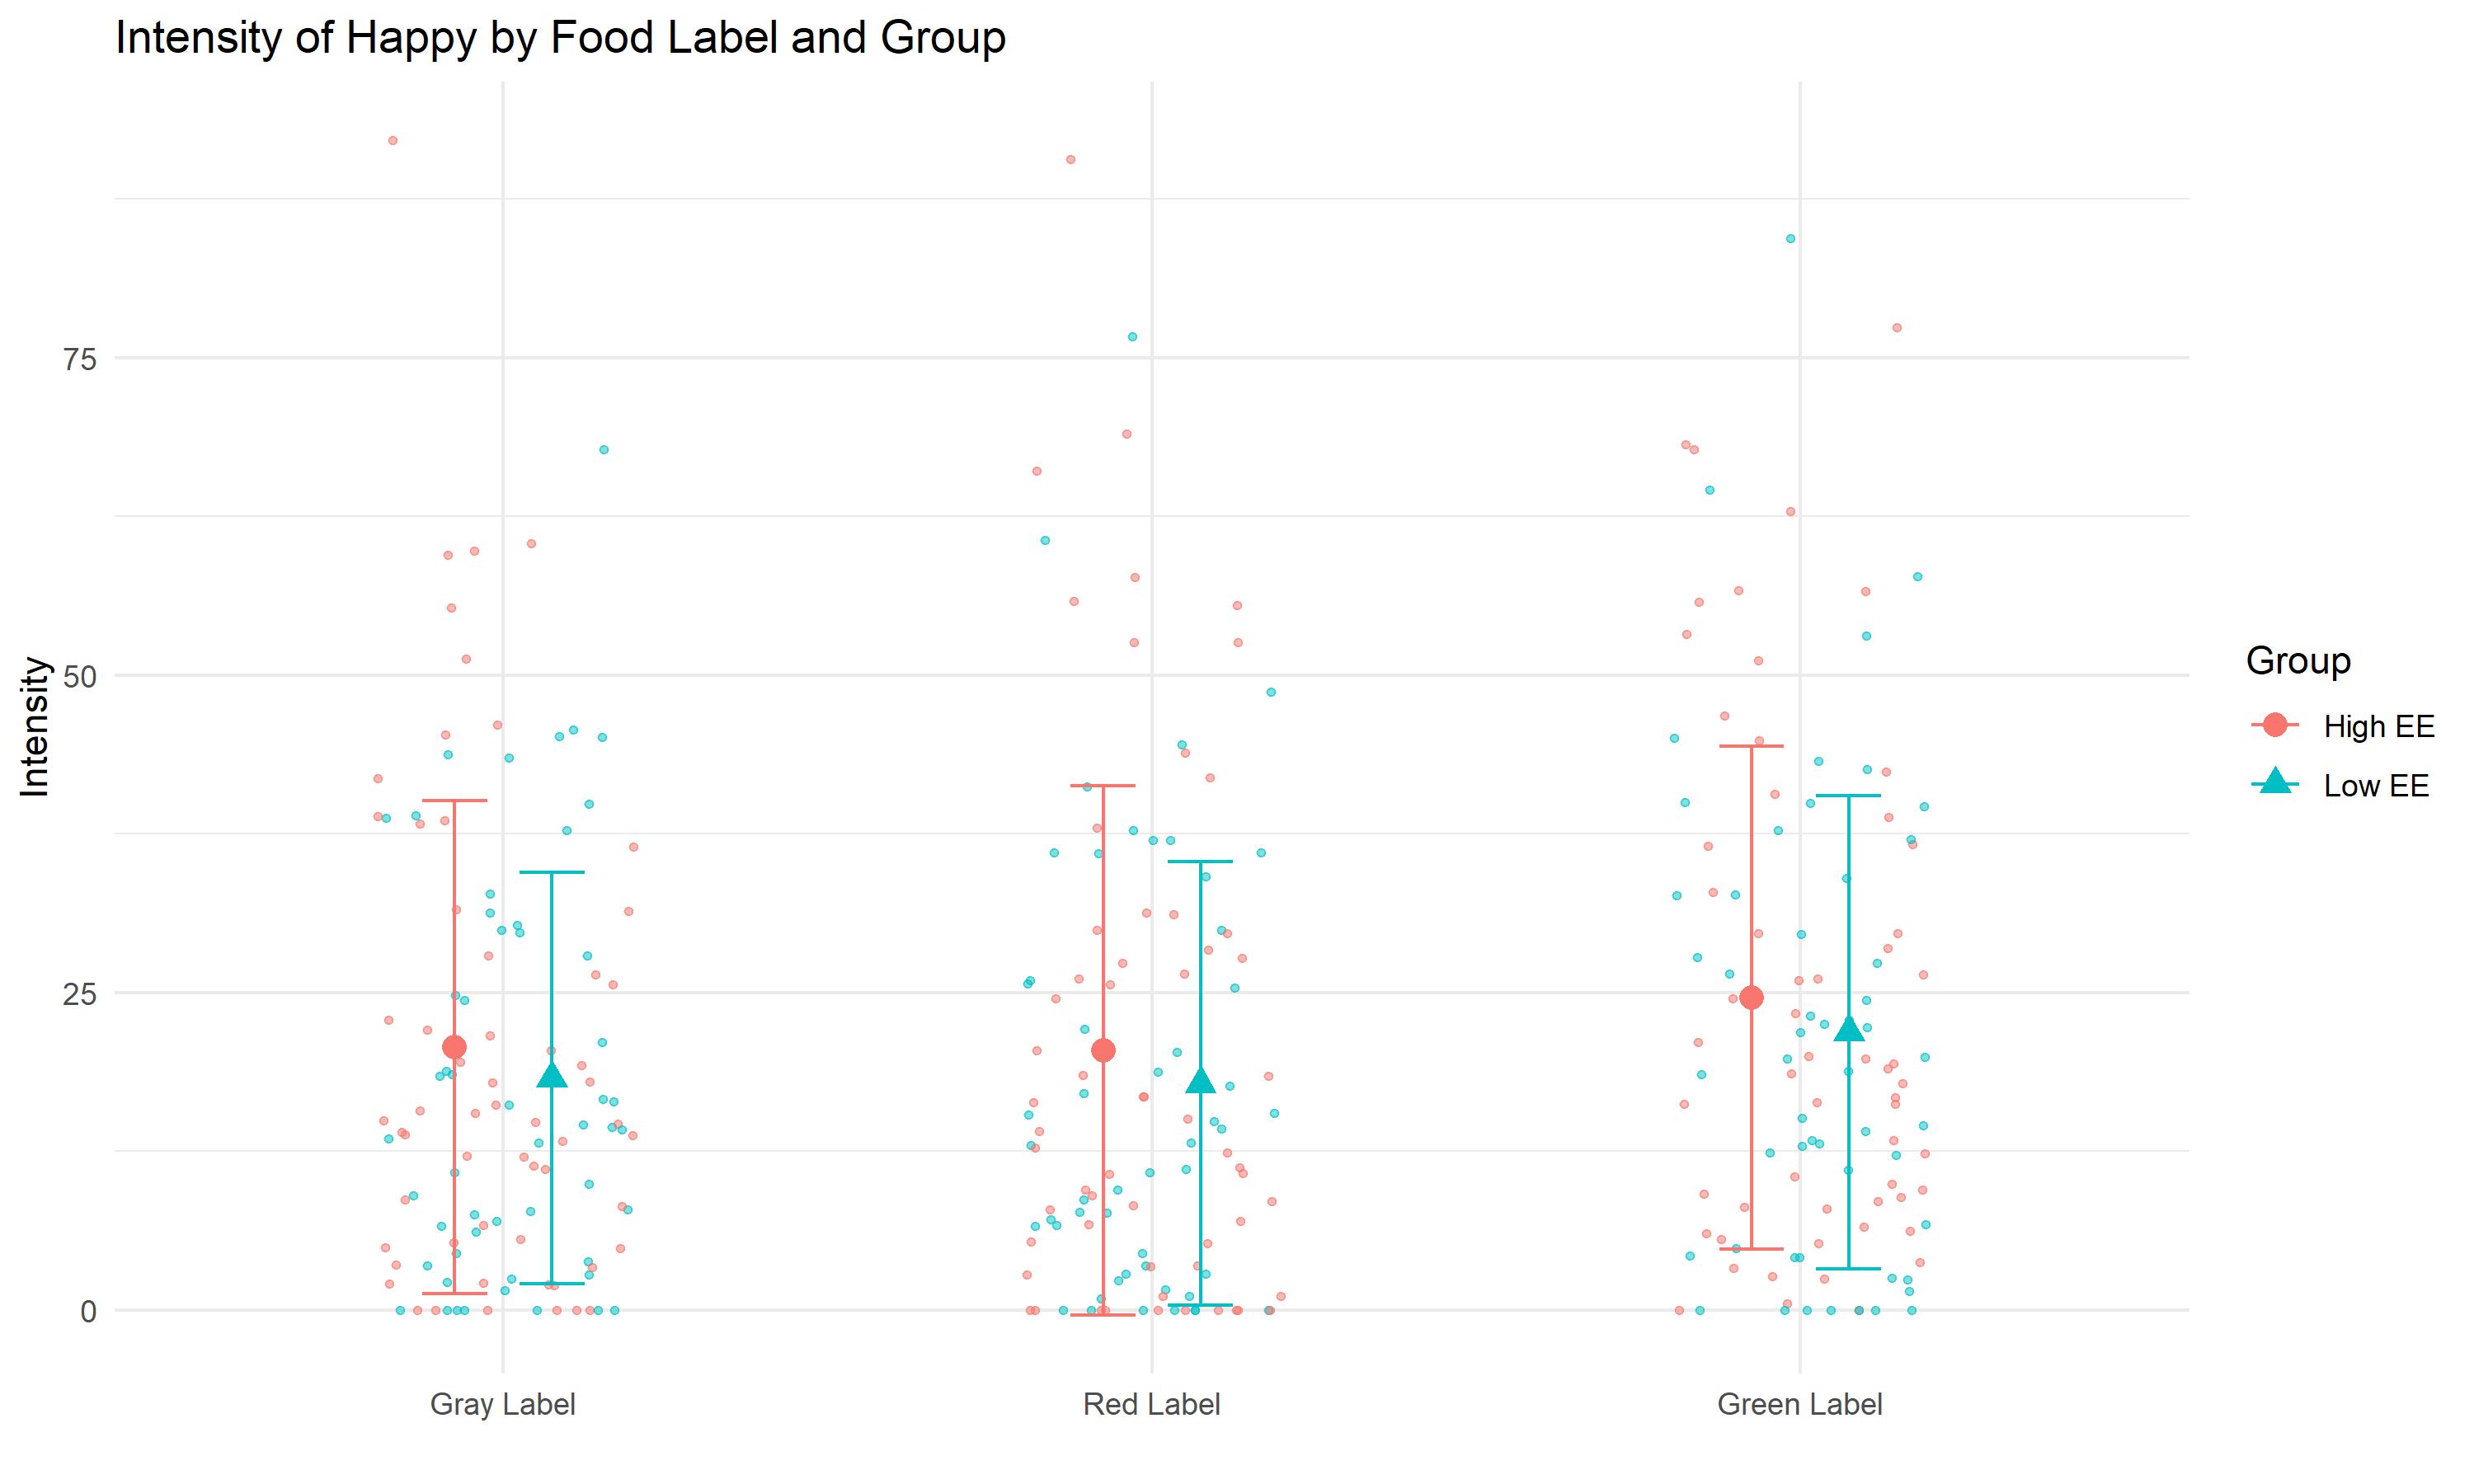 Intensity of Happy by Food Label and Group
Intensity
75
50
25
0
Gray Label
Red Label
Green Label
Group
High EE
Low EE